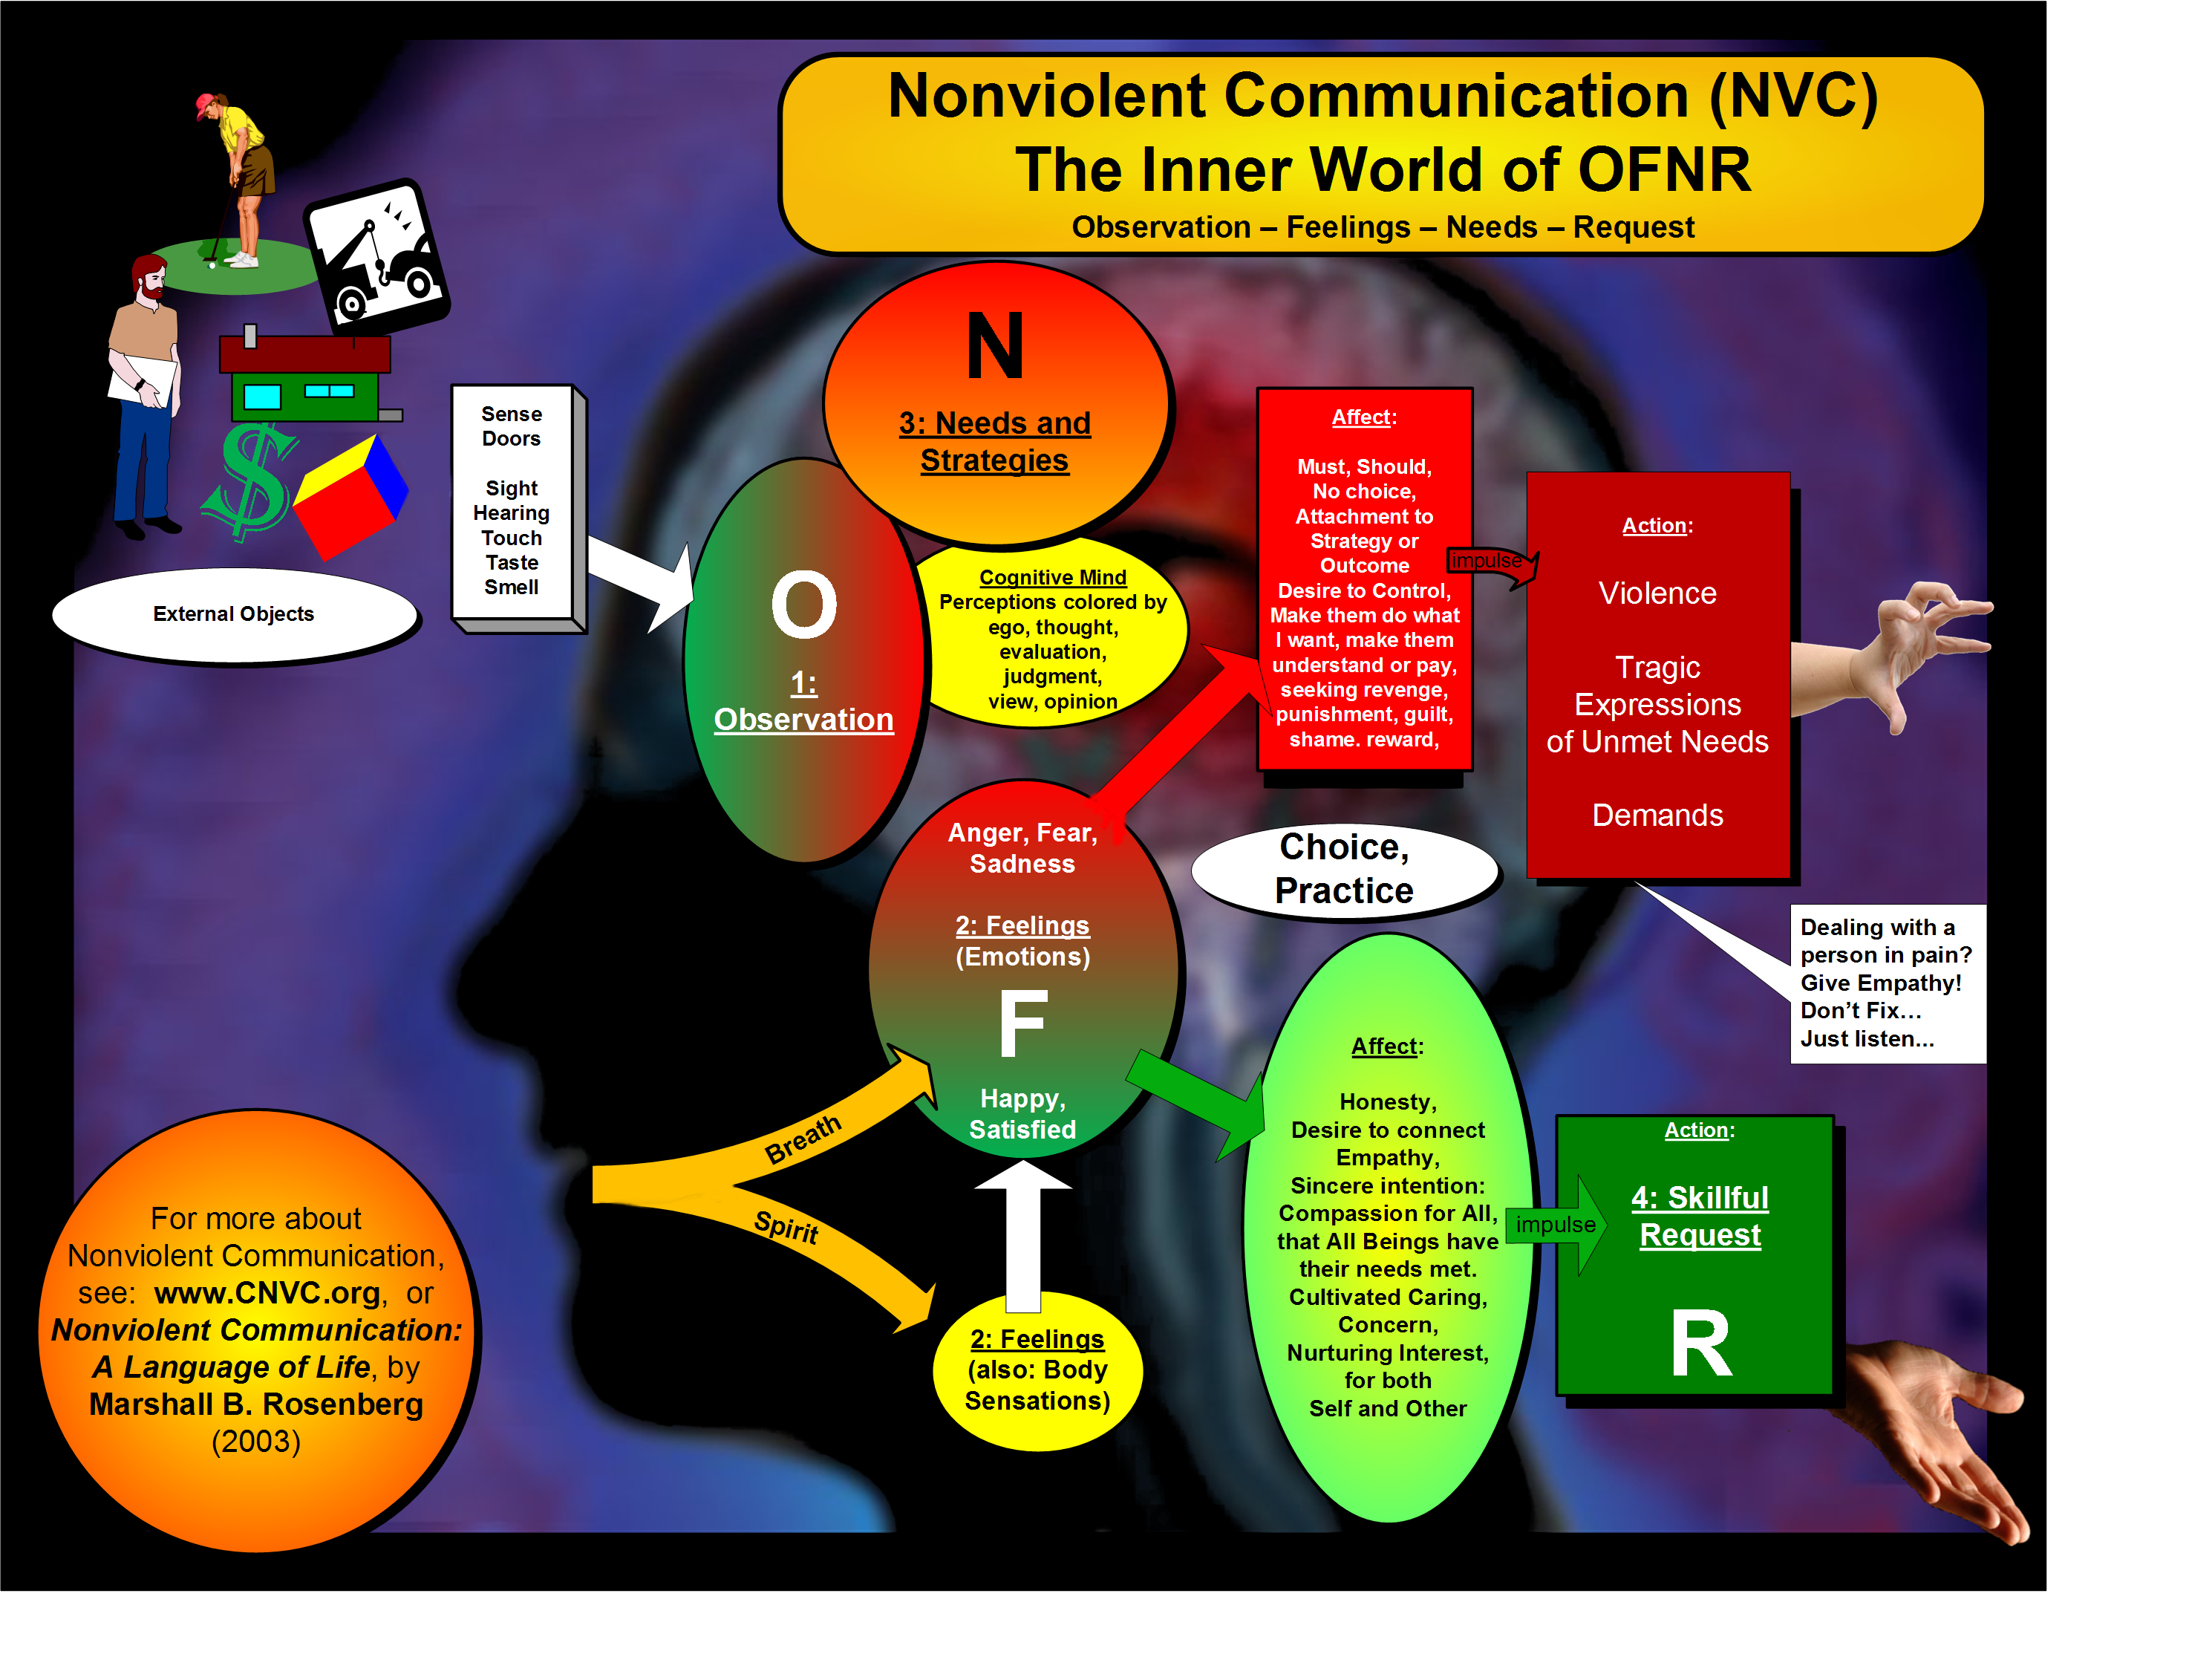 Nonviolent Communication (NVC)
The Inner World of OFNR
Observation – Feelings – Needs – Request
External Objects
Sense
Doors
Sight
Hearing
Touch
Taste
Smell
O
1:
Observation
N
3: Needs and
Strategies
Cognitive Mind
Perceptions colored by
ego, thought,
evaluation,
judgment,
view, opinion
Anger, Fear,
Sadness
2: Feelings
(Emotions)
F
Happy,
Satisfied
Breath
Spirit
2: Feelings
(also: Body
Sensations)
Affect:
Must, Should,
No choice,
Attachment to
Strategy or
Outcome
Desire to Control,
Make them do what
I want, make them
understand or pay,
seeking revenge,
punishment, guilt,
shame. reward,
impulse
Action:
Violence
Tragic
Expressions
of Unmet Needs
Demands
Choice,
Practice
Dealing with a
person in pain?
Give Empathy!
Don’t Fix…
Just listen...
Affect:
Honesty,
Desire to connect
Empathy,
Sincere intention:
Compassion for All,
that All Beings have
their needs met.
Cultivated Caring,
Concern,
Nurturing Interest,
for both
Self and Other
impulse
Action:
4: Skillful
Request
R
For more about
Nonviolent Communication,
see: www.CNVC.org, or
Nonviolent Communication:
A Language of Life, by
Marshall B. Rosenberg
(2003)